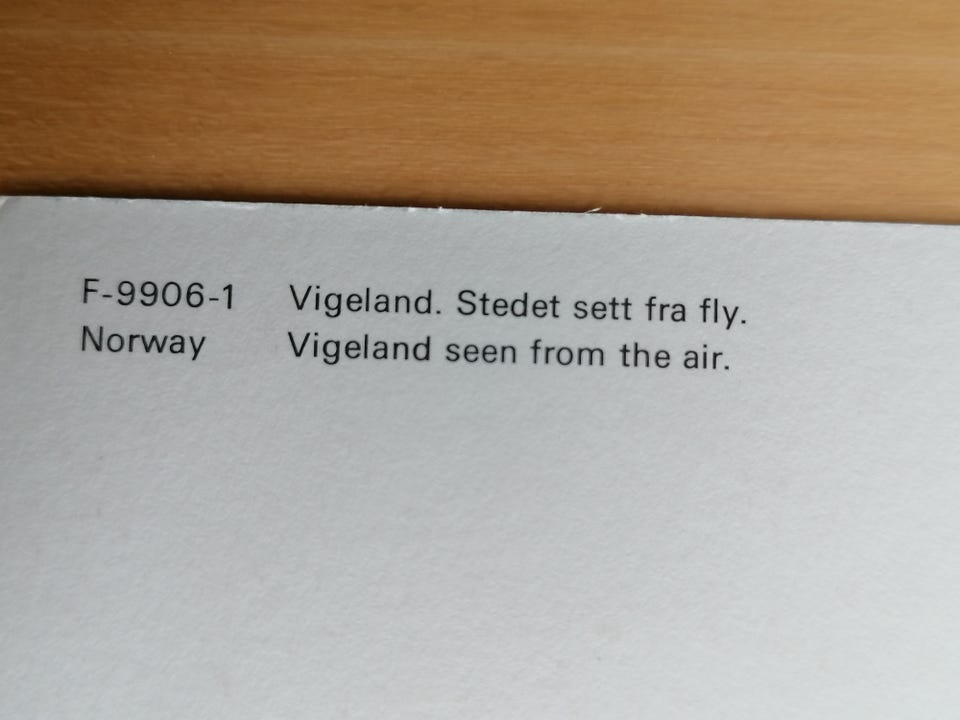 F-9906-1 Vigeland. Stedet sett fra fly.
Norway Vigeland seen from the air.